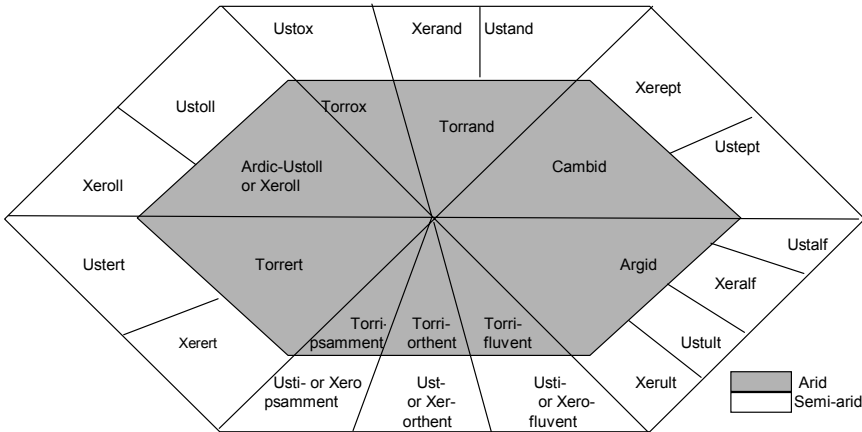 Ustox
Xerand
Ustand
Ustoll
Torrox
Xerept
Torrand
Ustept
Xeroll
Ardic-Ustoll
or Xeroll
Cambid
Ustert
Torrert
Argid
Ustalf
Xeralf
Xerert
Torri-
psamment
Torri-
orthent
Torri-
fluvent
Ustult
Xerult
Usti- or Xero
psamment
Ust-
or Xer-
orthent
Usti-
or Xero-
fluvent
Arid
Semi-arid